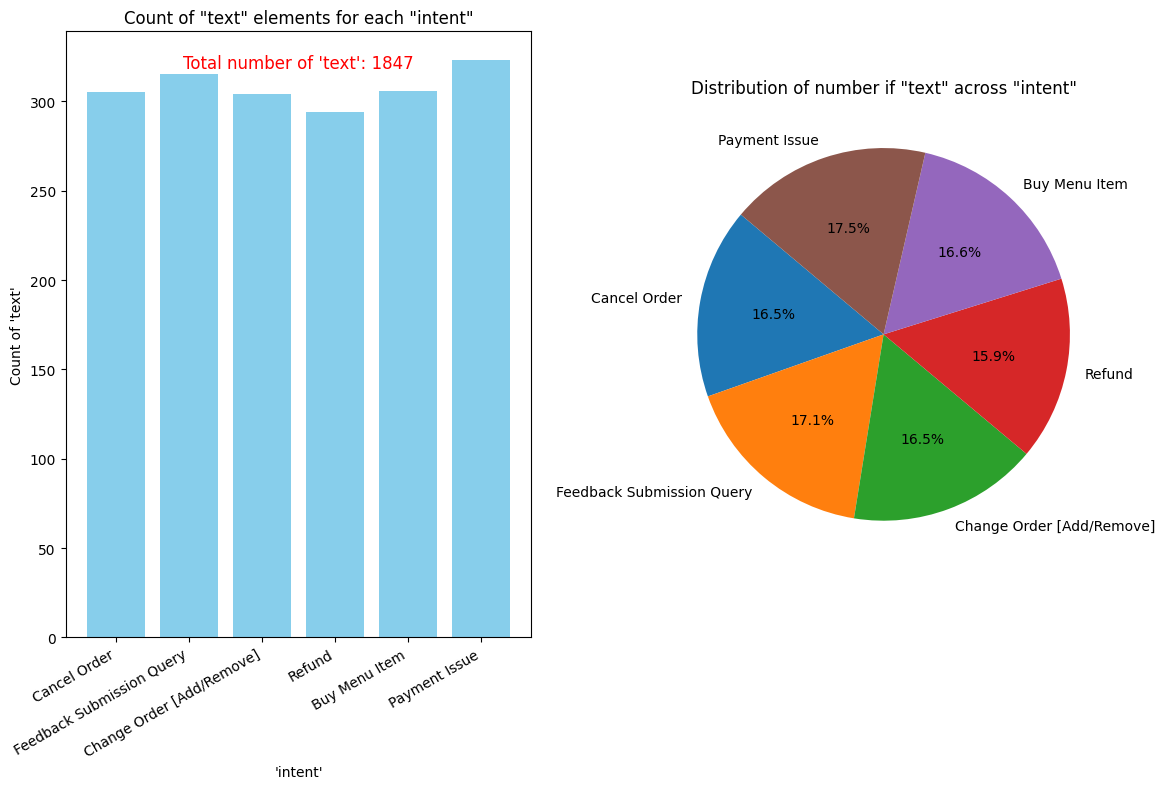 Count of "text" elements for each "intent"
Total number of 'text': 1847
Count of 'text'
300
250
200
150
100
50
0
Cancel Order
Feedback Submission Query
Change Order [Add/Remove]
Refund
Buy Menu Item
Payment Issue
'intent'
Distribution of number if "text" across "intent"
Payment Issue
Buy Menu Item
17.5%
16.6%
Cancel Order
16.5%
15.9%
Refund
17.1%
16.5%
Feedback Submission Query
Change Order [Add/Remove]